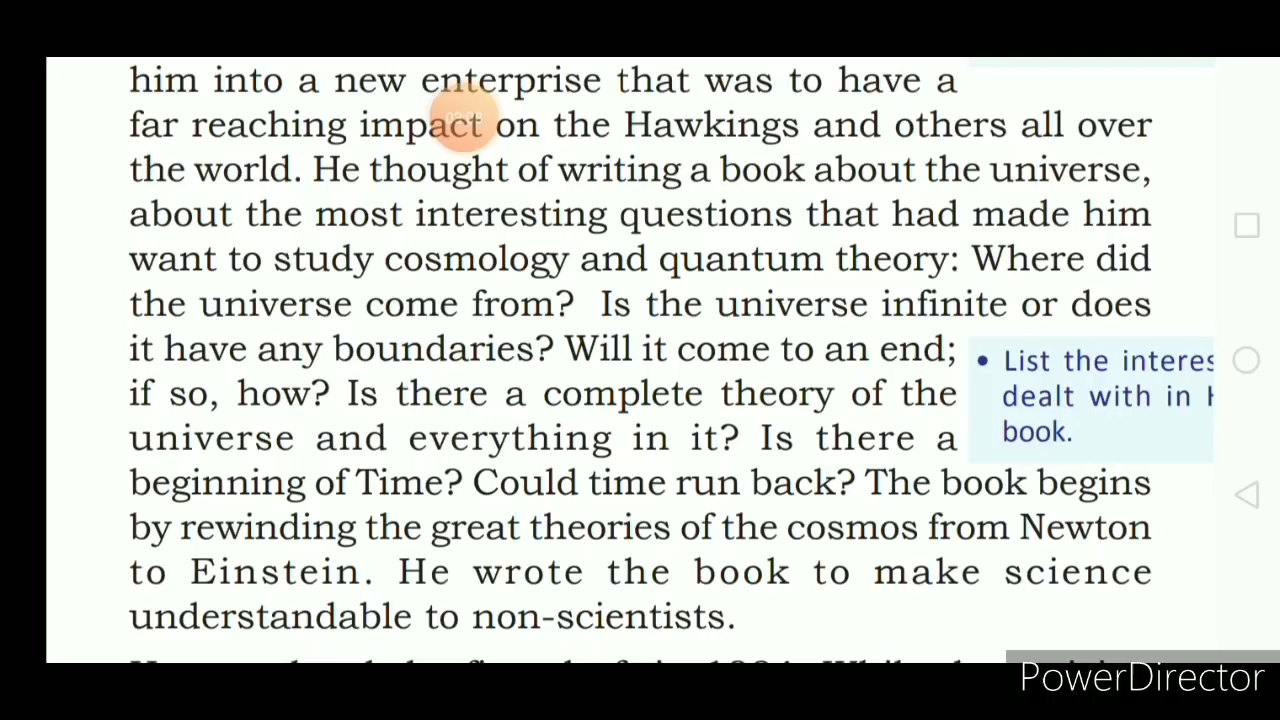 him into a new enterprise that was to have a
far reaching impact on the Hawkings and others all over
the world. He thought of writing a book about the universe,
about the most interesting questions that had made him
want to study cosmology and quantum theory: Where did
the universe come from? Is the universe infinite or does
it have any boundaries? Will it come to an end;
if so, how? Is there a complete theory of the
universe and everything in it? Is there a
beginning of Time? Could time run back? The book begins
by rewinding the great theories of the cosmos from Newton
to Einstein. He wrote the book to make science
understandable to non-scientists.
• List the
dealt with in
book.
PowerDirector